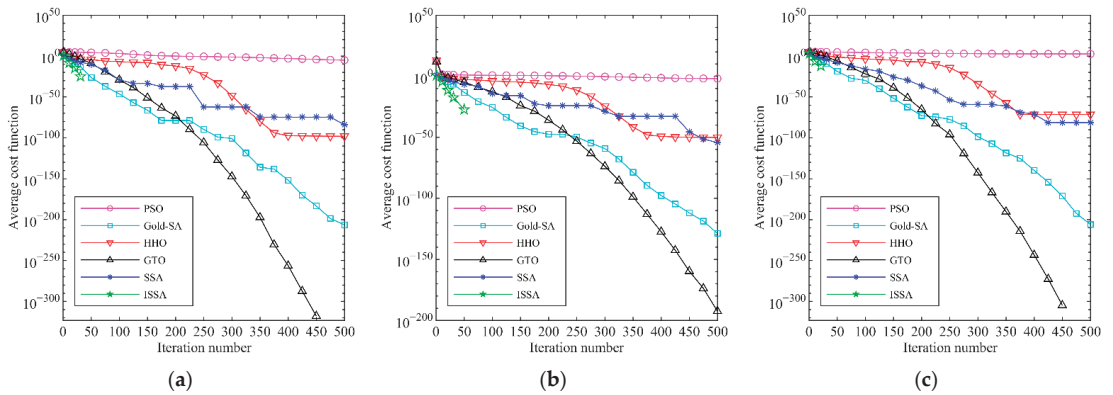 10^50
10^0
10^-50
10^-100
10^-150
10^-200
10^-250
10^-300
Average cost function
PSO
Gold-SA
HHO
GTO
SSA
ISSA
0 50 100 150 200 250 300 350 400 450 500
Iteration number
(a)
10^50
10^0
10^-50
10^-100
10^-150
10^-200
Average cost function
PSO
Gold-SA
HHO
GTO
SSA
ISSA
0 50 100 150 200 250 300 350 400 450 500
Iteration number
(b)
10^50
10^0
10^-50
10^-100
10^-150
10^-200
10^-250
10^-300
Average cost function
PSO
Gold-SA
HHO
GTO
SSA
ISSA
0 50 100 150 200 250 300 350 400 450 500
Iteration number
(c)